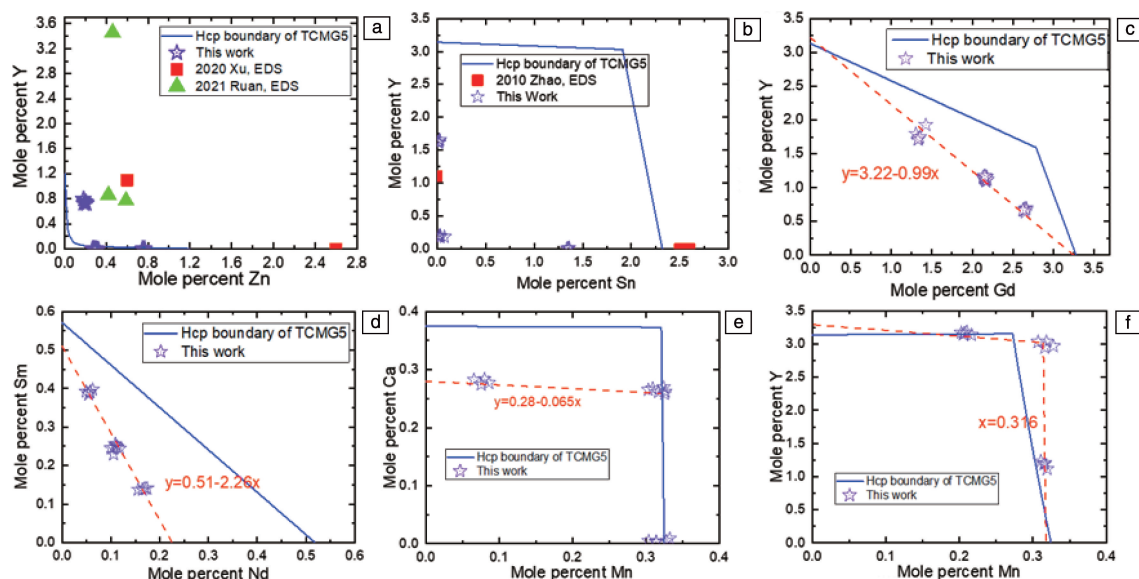 a
3.6
3.2
2.8
2.4
2.0
1.6
1.2
0.8
0.4
0.0
Mole percent Y
Hcp boundary of TCMG5
This work
2020 Xu, EDS
2021 Ruan, EDS
0.0 0.4 0.8 1.2 1.6 2.0 2.4 2.8
Mole percent Zn
b
3.5
3.0
2.5
2.0
1.5
1.0
0.5
0.0
Mole percent Y
Hcp boundary of TCMG5
2010 Zhao, EDS
This Work
0.0 0.5 1.0 1.5 2.0 2.5 3.0
Mole percent Sn
c
4.0
3.5
3.0
2.5
2.0
1.5
1.0
0.5
0.0
Mole percent Y
Hcp boundary of TCMG5
This work
y=3.22-0.99x
0.0 0.5 1.0 1.5 2.0 2.5 3.0 3.5
Mole percent Gd
d
0.6
0.5
0.4
0.3
0.2
0.1
0.0
Mole percent Sm
Hcp boundary of TCMG5
This work
y=0.51-2.26x
0.0 0.1 0.2 0.3 0.4 0.5 0.6
Mole percent Nd
e
0.4
0.3
0.2
0.1
0.0
Mole percent Ca
y=0.28-0.065x
Hcp boundary of TCMG5
This work
0.0 0.1 0.2 0.3 0.4
Mole percent Mn
f
4.0
3.5
3.0
2.5
2.0
1.5
1.0
0.5
0.0
Mole percent Y
x=0.316
Hcp boundary of TCMG5
This work
0.0 0.1 0.2 0.3 0.4
Mole percent Mn